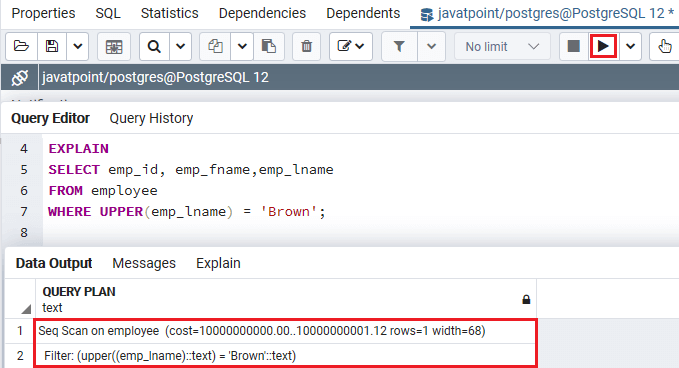 Properties SQL Statistics Dependencies Dependents javatpoint/postgres@PostgreSQL 12 *
No limit
javatpoint/postgres@PostgreSQL 12
Query Editor Query History
4 EXPLAIN
5 SELECT emp_id, emp_fname,emp_lname
6 FROM employee
7 WHERE UPPER(emp_lname) = 'Brown';
8
Data Output Messages Explain
QUERY PLAN
text
1 Seq Scan on employee (cost=10000000000.00..10000000001.12 rows=1 width=68)
2 Filter: (upper((emp_lname)::text) = 'Brown'::text)